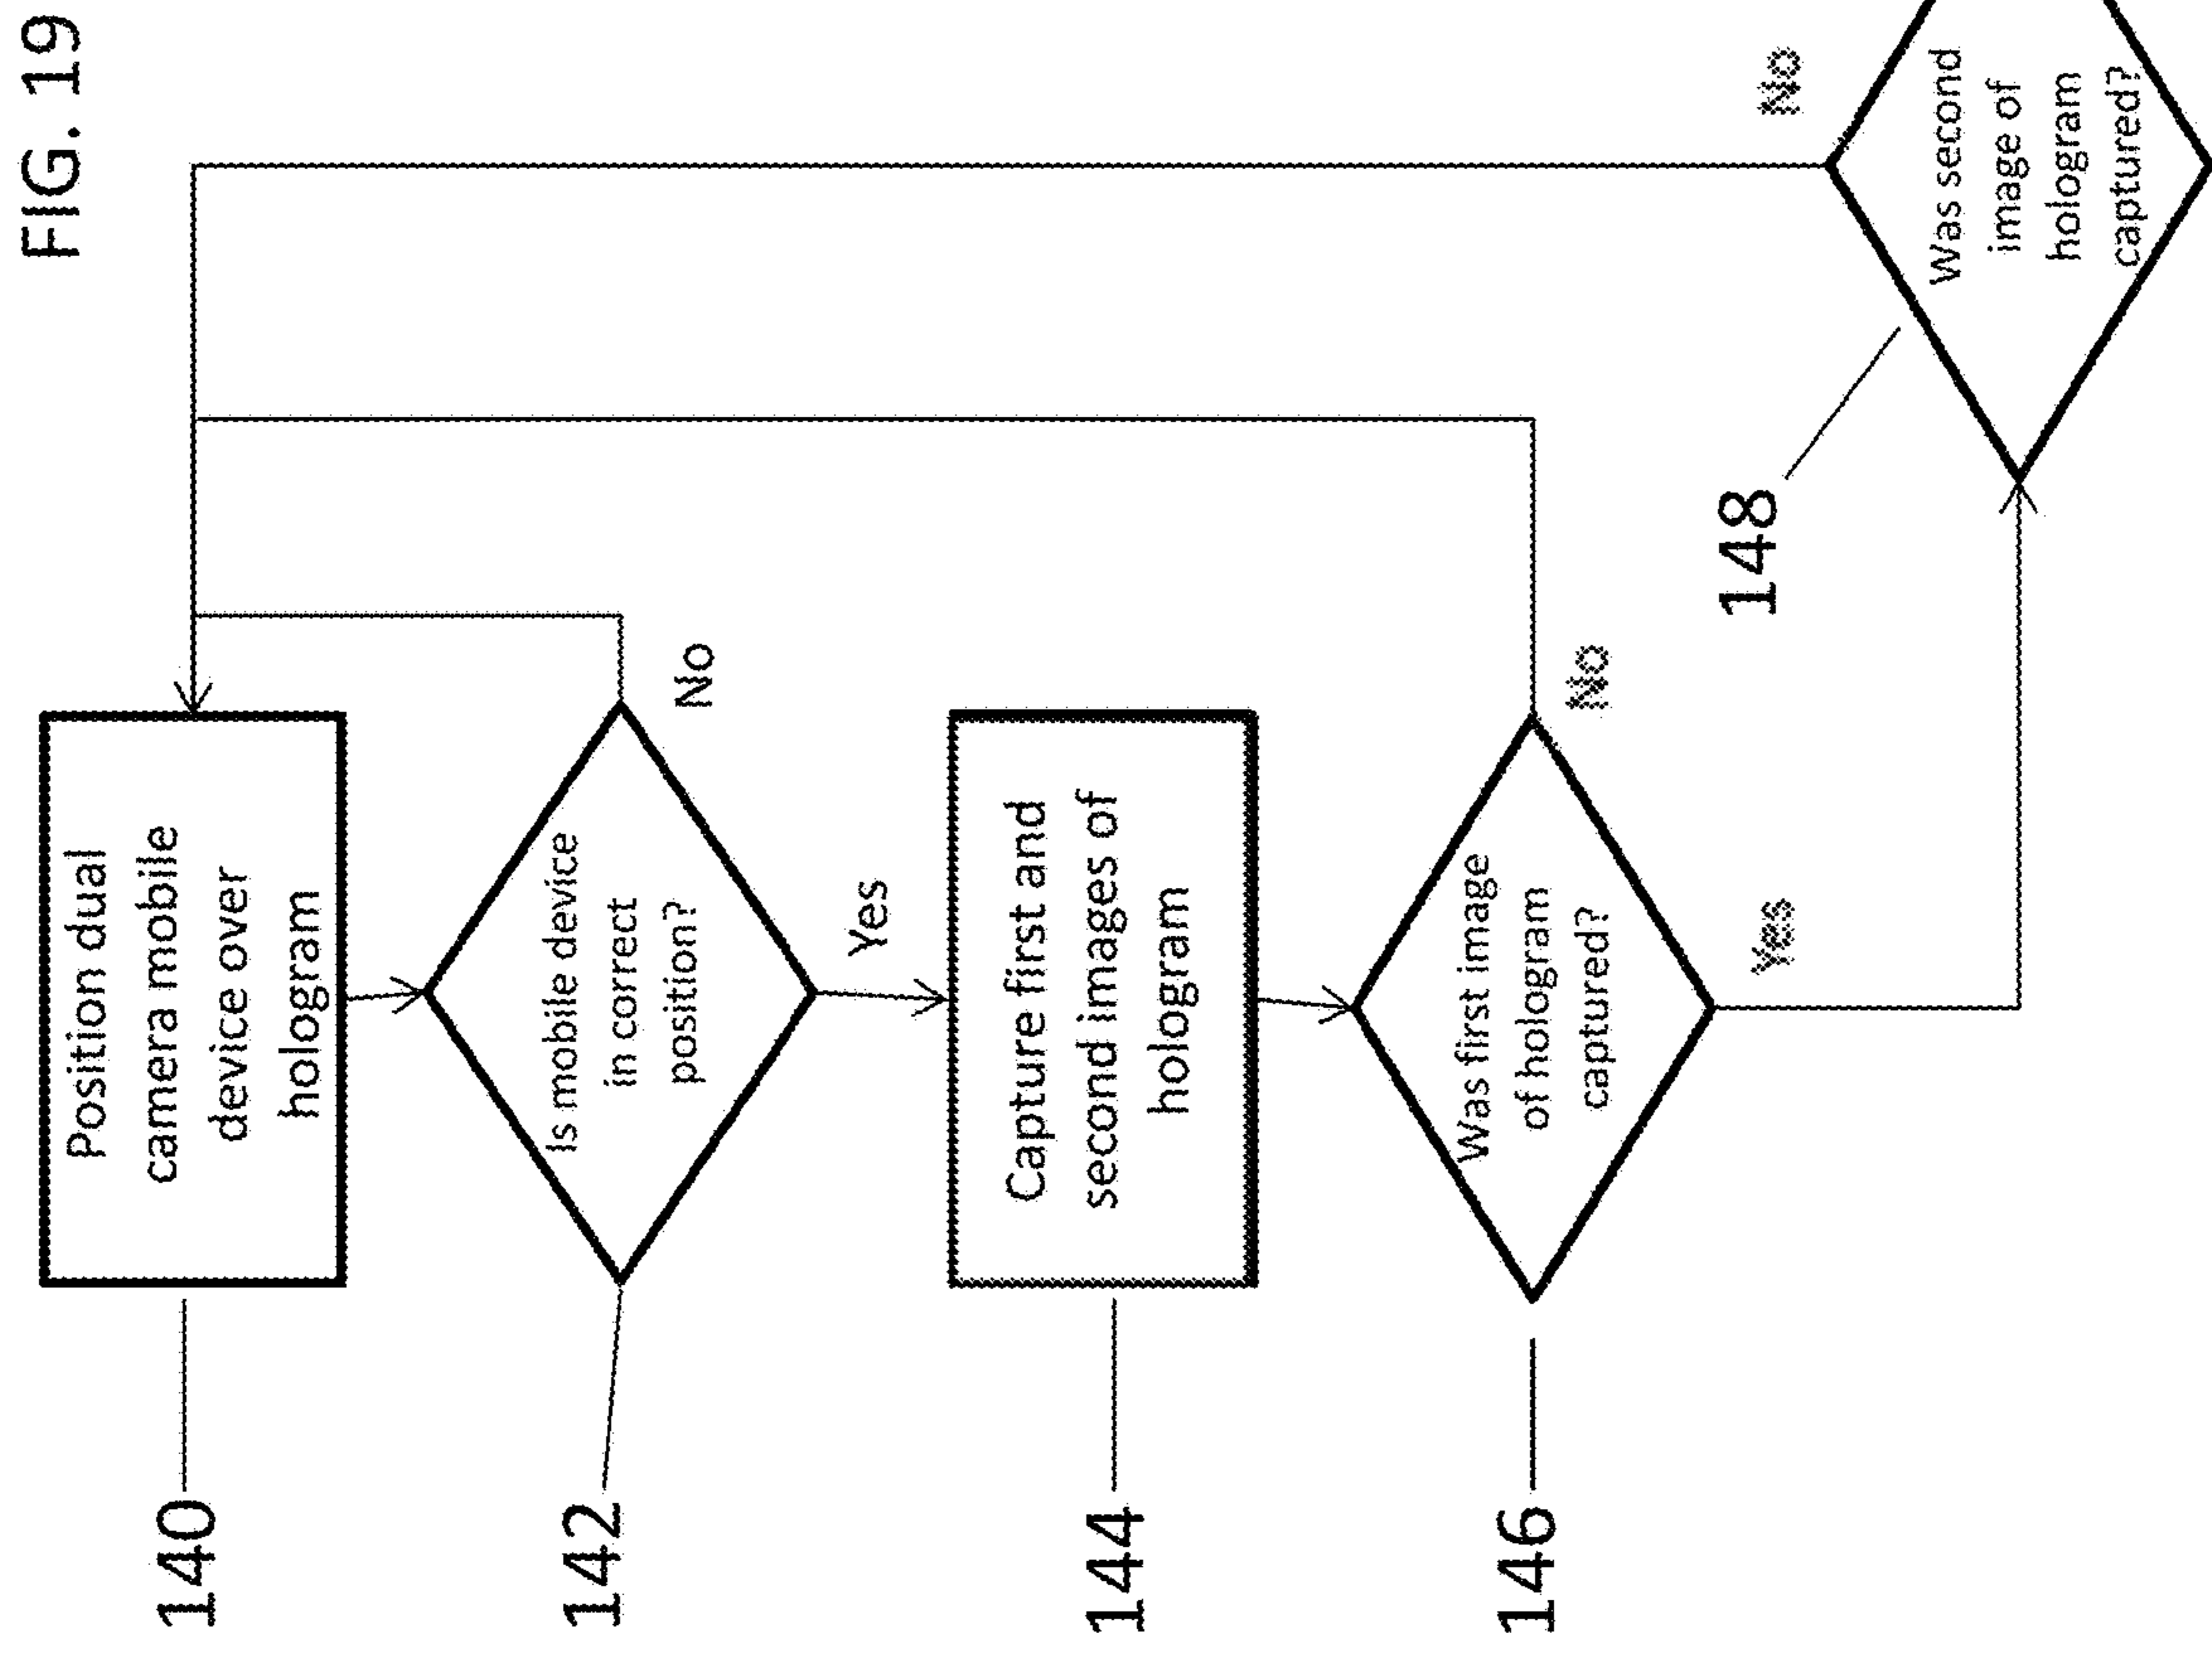 FIG. 19
140
Position dual
camera mobile
device over
hologram
142
Is mobile device
in correct
position?
No
Yes
144
Capture first and
second images of
hologram
146
Was first image
of hologram
captured?
No
Yes
148
Was second
image of
hologram
captured?
No